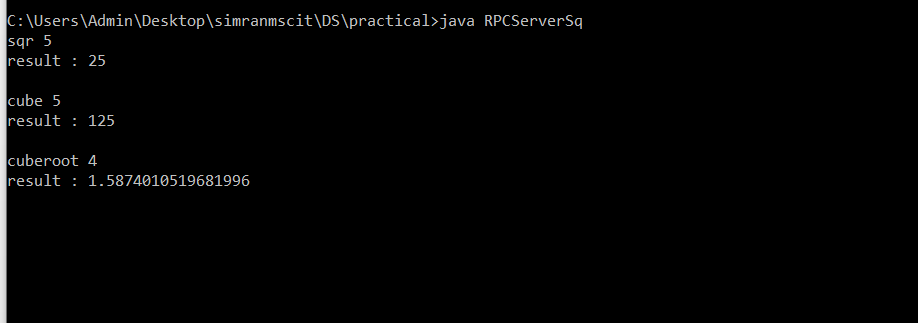 C:\Users\Admin\Desktop\simranmscit\DS\practical>java RPCServerSq
sqr 5
result : 25
cube 5
result : 125
cuberoot 4
result : 1.5874010519681996